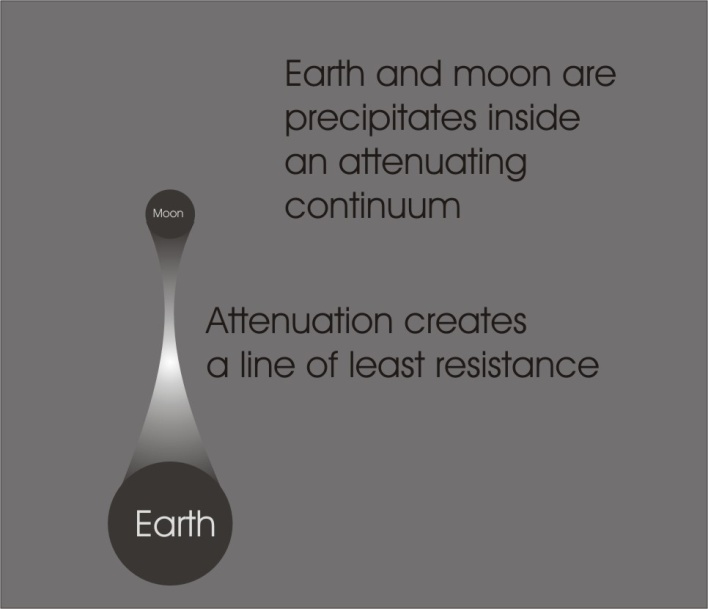 Earth and moon are
precipitates inside
an attenuating
continuum
Moon
Attenuation creates
a line of least resistance
Earth